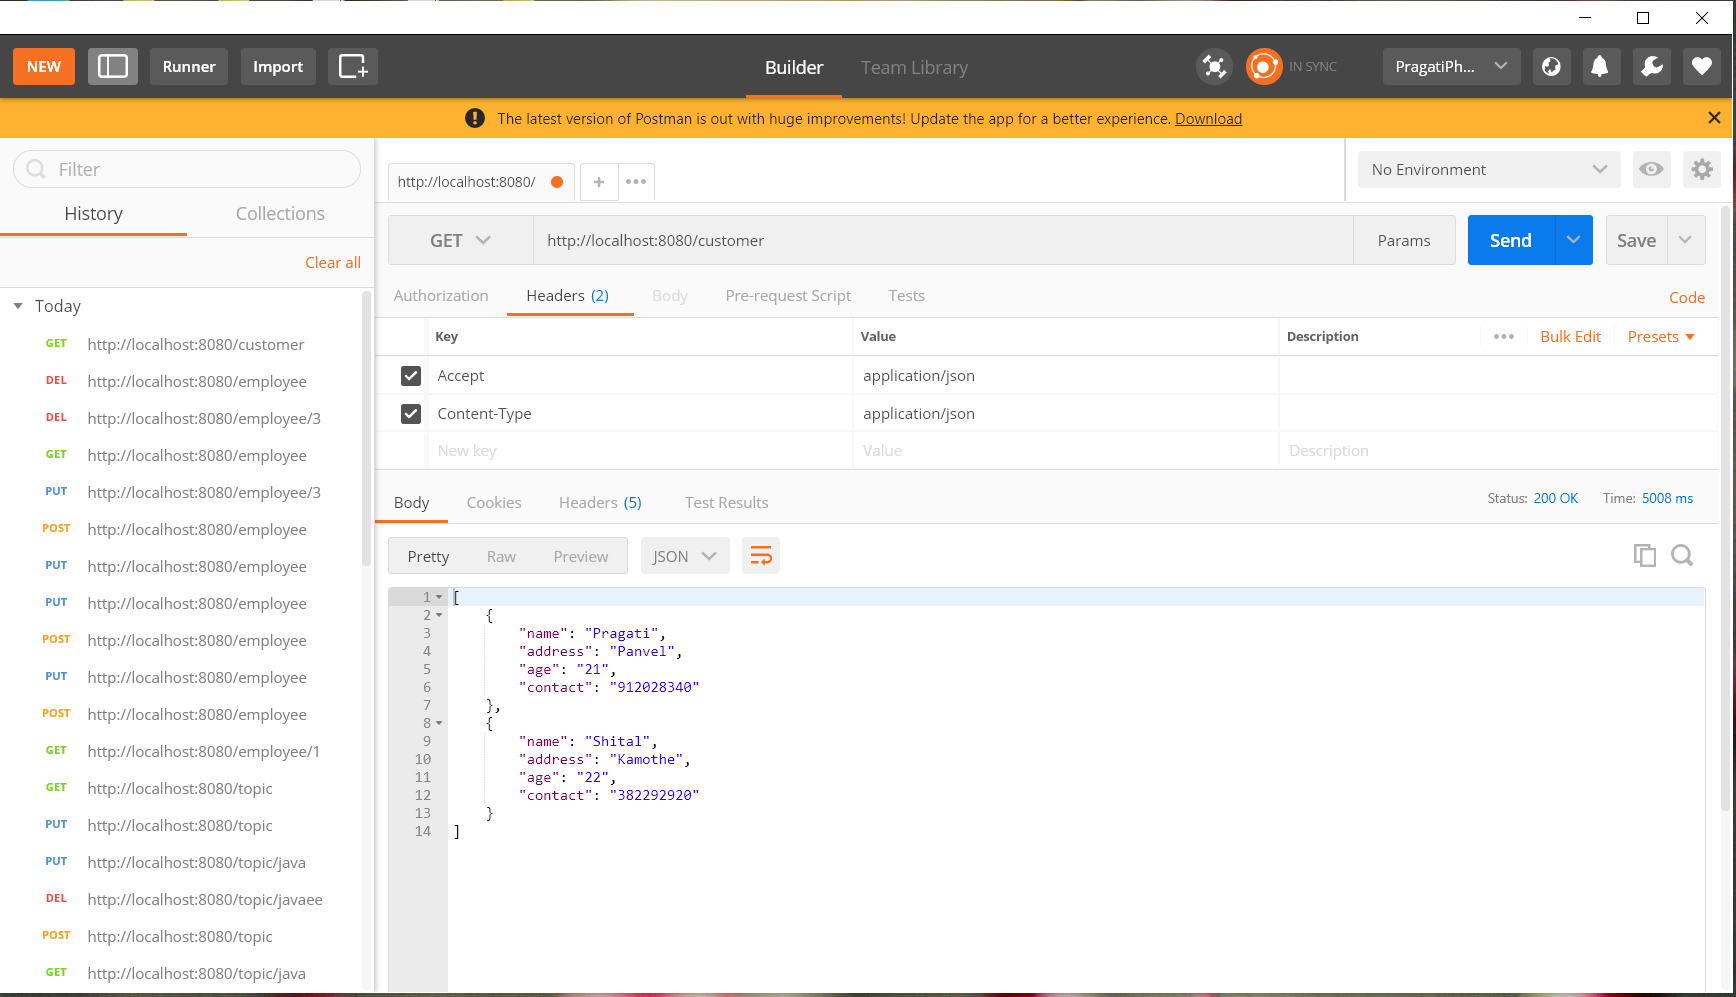 NEW
Runner
Import
Builder
Team Library
IN SYNC
PragatiPh...
The latest version of Postman is out with huge improvements! Update the app for a better experience. Download
Filter
History
Collections
Clear all
Today
GET http://localhost:8080/customer
DEL http://localhost:8080/employee
DEL http://localhost:8080/employee/3
GET http://localhost:8080/employee
PUT http://localhost:8080/employee/3
POST http://localhost:8080/employee
PUT http://localhost:8080/employee
PUT http://localhost:8080/employee
POST http://localhost:8080/employee
PUT http://localhost:8080/employee
POST http://localhost:8080/employee
GET http://localhost:8080/employee/1
GET http://localhost:8080/topic
PUT http://localhost:8080/topic
PUT http://localhost:8080/topic/java
DEL http://localhost:8080/topic/javaee
POST http://localhost:8080/topic
GET http://localhost:8080/topic/java
http://localhost:8080/
No Environment
GET http://localhost:8080/customer Params Send Save
Authorization Headers (2) Body Pre-request Script Tests Code
Key Value Description Bulk Edit Presets
Accept application/json
Content-Type application/json
New key Value Description
Body Cookies Headers (5) Test Results Status: 200 OK Time: 5008 ms
Pretty Raw Preview JSON
1 [
2 {
3 "name": "Pragati",
4 "address": "Panvel",
5 "age": "21",
6 "contact": "912028340"
7 },
8 {
9 "name": "Shital",
10 "address": "Kamothe",
11 "age": "22",
12 "contact": "382292920"
13 }
14 ]